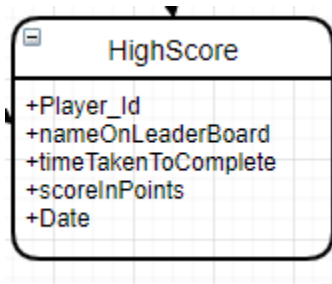 HighScore
+Player_Id
+nameOnLeaderBoard
+timeTakenToComplete
+scoreInPoints
+Date